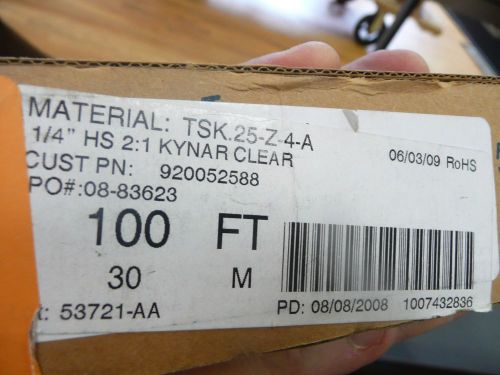 MATERIAL: TSK.25-Z-4-A
1/4" HS 2:1 KYNAR CLEAR
06/03/09 RoHS
CUST PN: 920052588
PO#:08-83623
100 FT
30 M
: 53721-AA
PD: 08/08/2008 1007432836